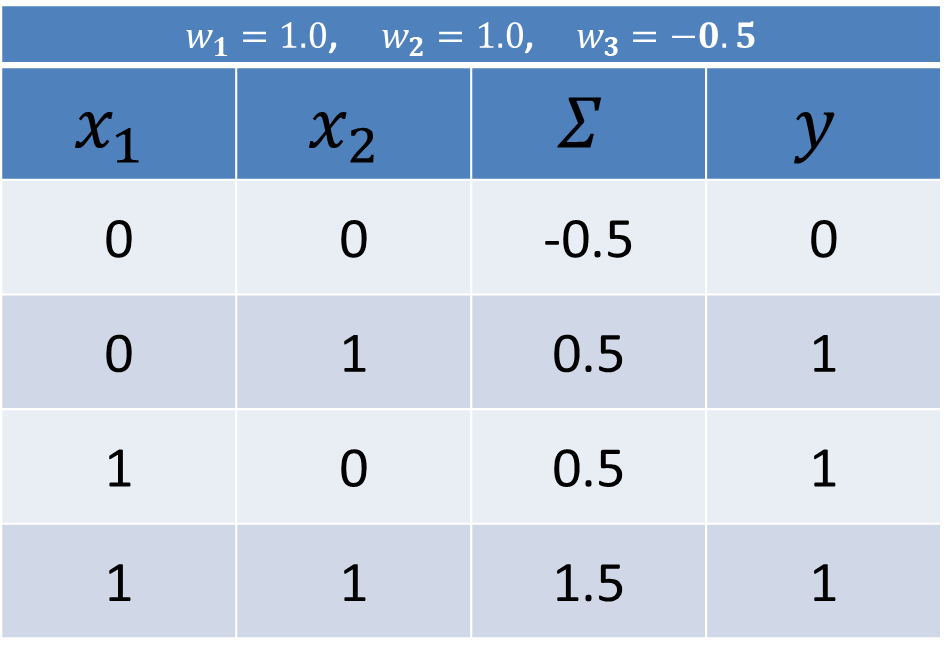 w₁ = 1.0, w₂ = 1.0, w₃ = −0.5
x₁ x₂ Σ y
0 0 -0.5 0
0 1 0.5 1
1 0 0.5 1
1 1 1.5 1